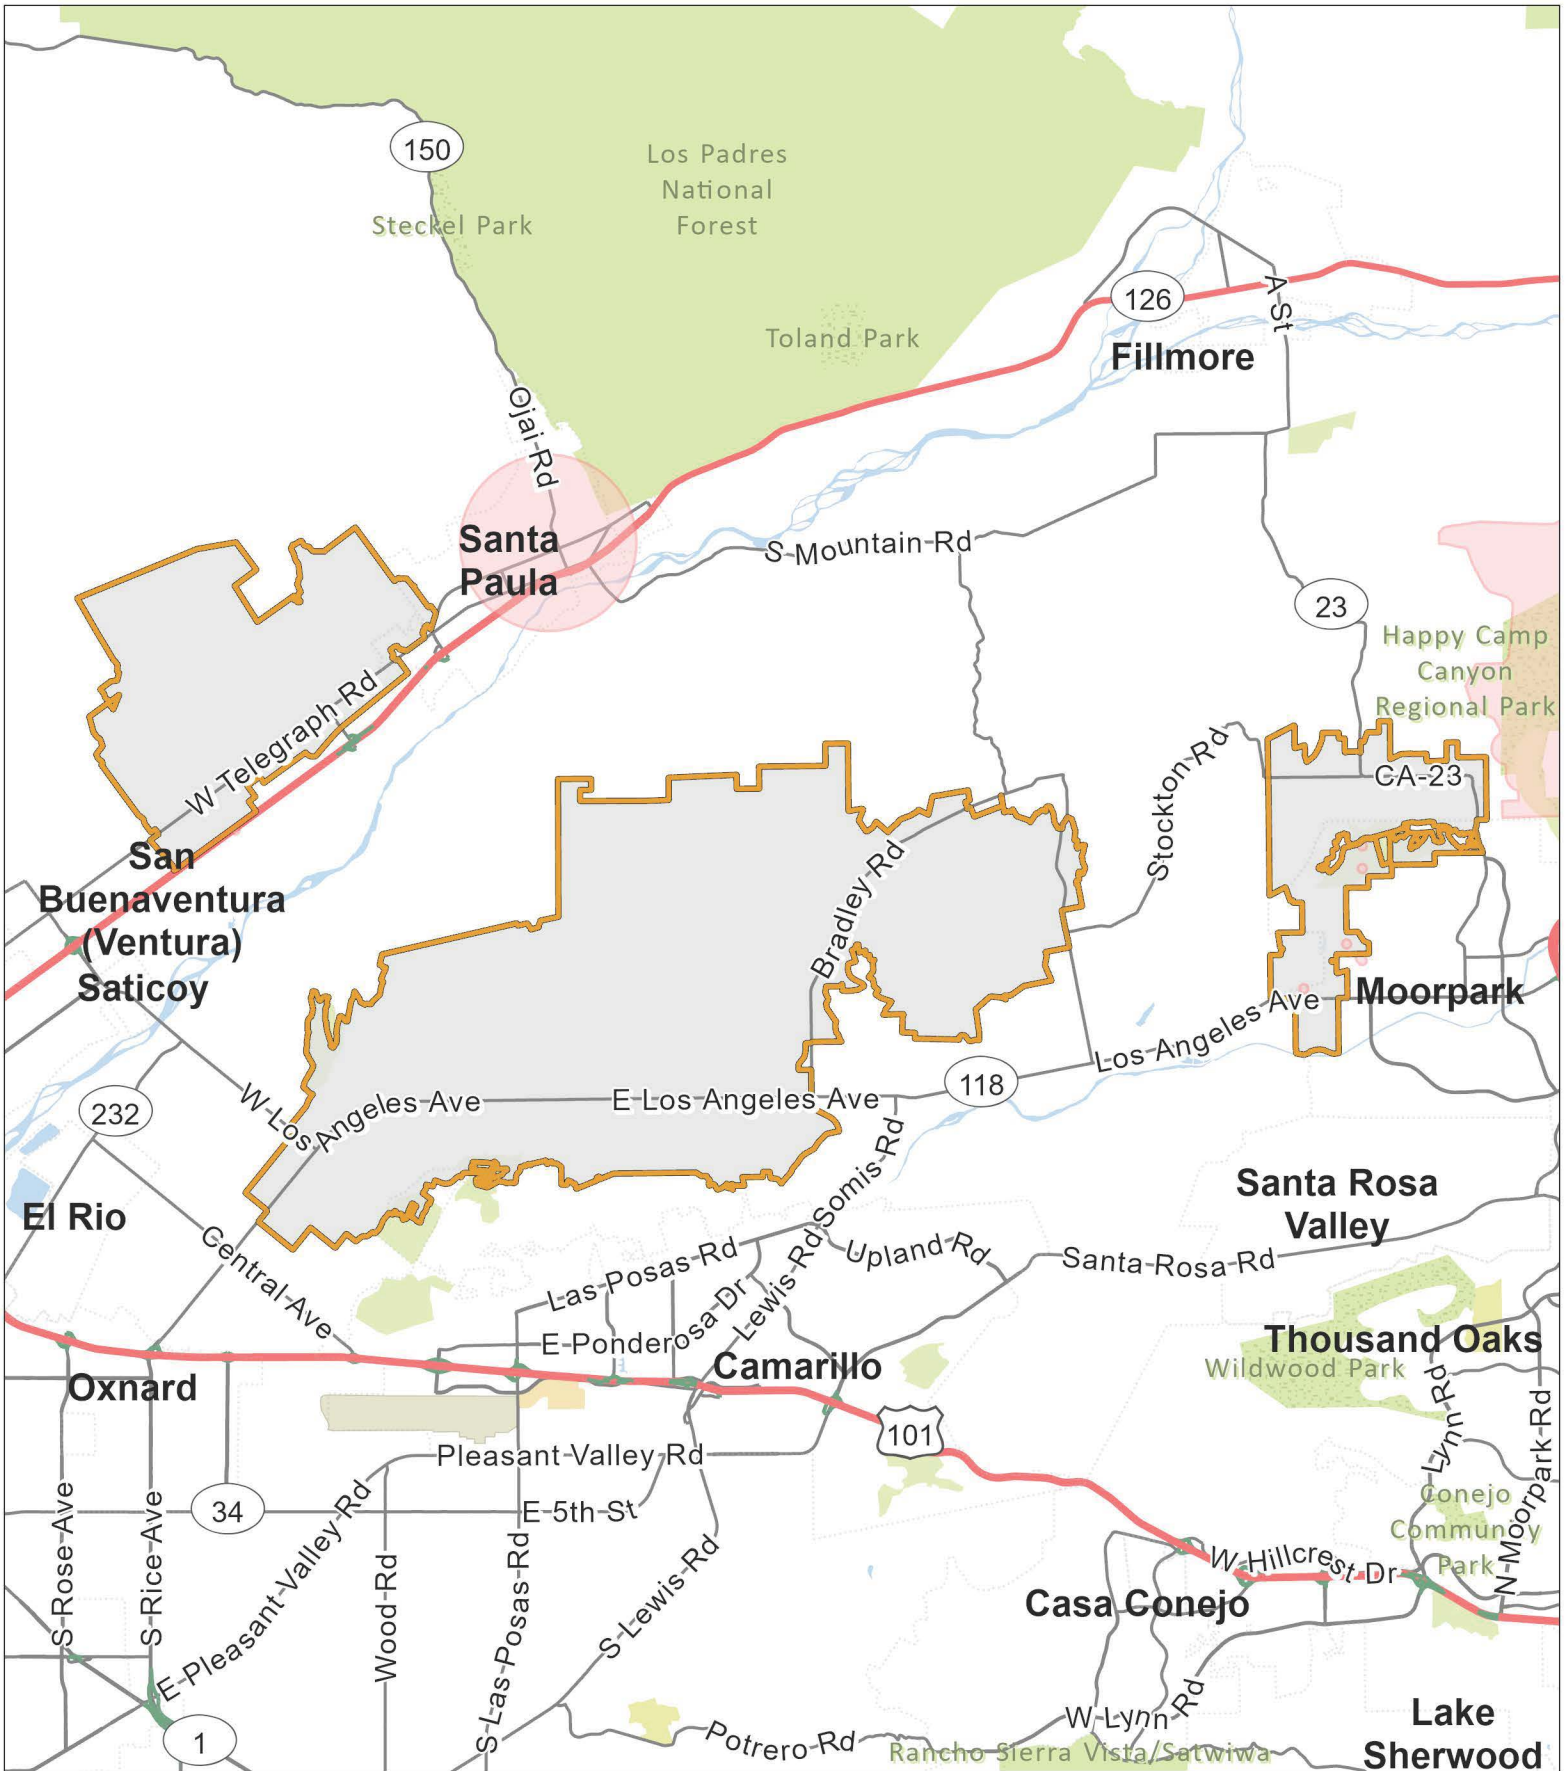 150
Los Padres
National
Forest
Steckel Park
126
A St
Toland Park
Fillmore
Ojai Rd
Santa
Paula
S Mountain Rd
23
Happy Camp
Canyon
Regional Park
W Telegraph Rd
Stockton Rd
CA-23
San
Buenaventura
(Ventura)
Saticoy
Bradley Rd
Moorpark
Los Angeles Ave
118
W Los Angeles Ave
E Los Angeles Ave
232
Somis Rd
El Rio
Santa Rosa
Valley
Central Ave
Las Posas Rd
Upland Rd
Santa Rosa Rd
Lewis Rd
E Ponderosa Dr
Thousand Oaks
Wildwood Park
Camarillo
Oxnard
Lynn Rd
N Moorpark Rd
101
Pleasant Valley Rd
34
E 5th St
Conejo
Community
Park
S Rose Ave
S Rice Ave
E Pleasant Valley Rd
Wood Rd
S Las Posas Rd
S Lewis Rd
W Hillcrest Dr
Casa Conejo
1
Potrero Rd
W Lynn Rd
Rancho Sierra Vista/Satwiwa
Lake
Sherwood